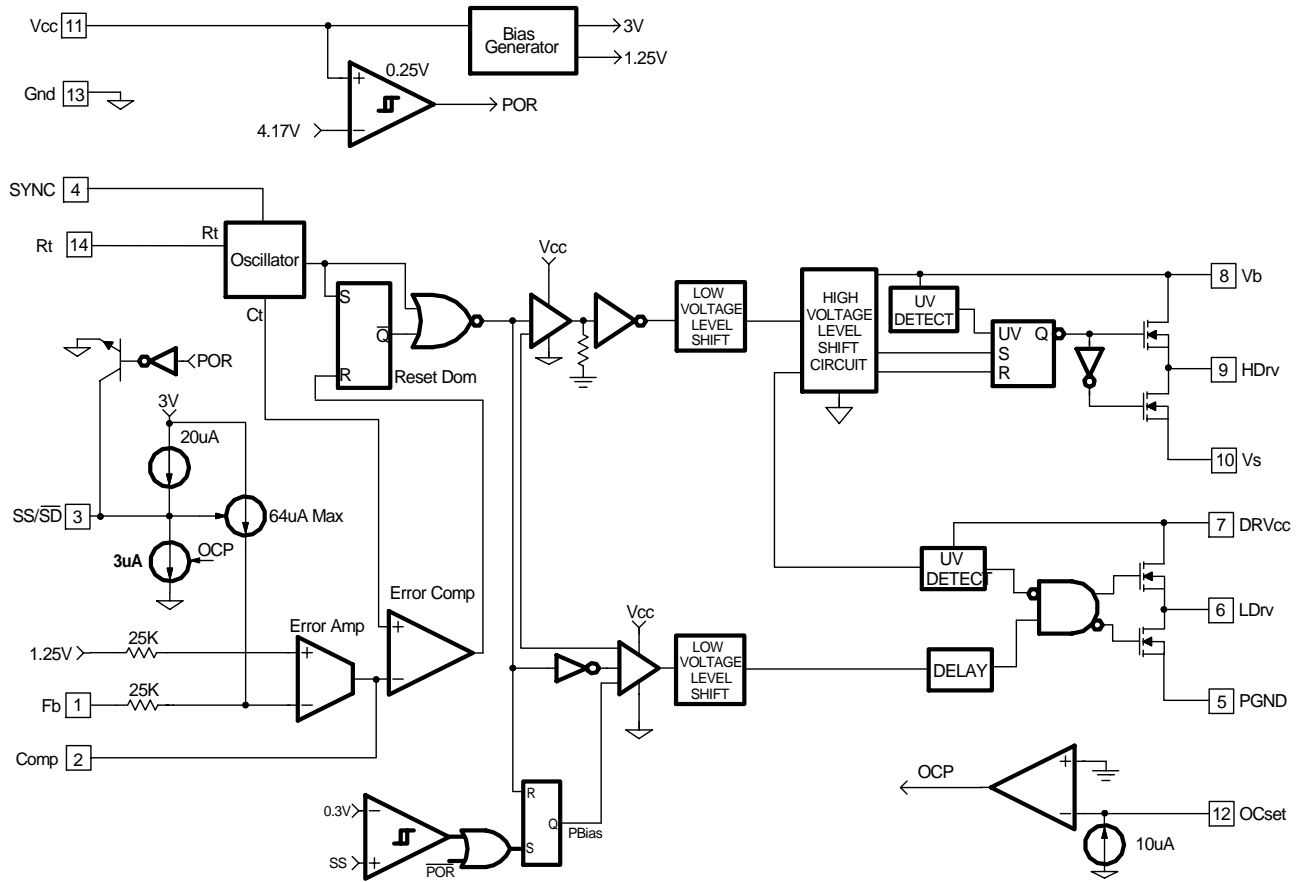 Vcc 11
Bias
Generator
3V
1.25V
0.25V
+
−
POR
4.17V
Gnd 13
SYNC 4
Rt 14
Rt
Oscillator
Ct
S
Q
R
Reset Dom
POR
3V
20uA
SS/SD 3
64uA Max
3uA
OCP
Vcc
LOW
VOLTAGE
LEVEL
SHIFT
HIGH
VOLTAGE
LEVEL
SHIFT
CIRCUIT
UV
DETECT
UV
S
R
Q
8 Vb
9 HDrv
10 Vs
7 DRVcc
UV
DETECT
6 LDrv
DELAY
5 PGND
Error Comp
+
−
Error Amp
+
−
1.25V
25K
Fb 1
25K
Comp 2
Vcc
LOW
VOLTAGE
LEVEL
SHIFT
0.3V
−
SS
+
POR
R
S
Q
PBias
OCP
+
−
12 OCset
10uA